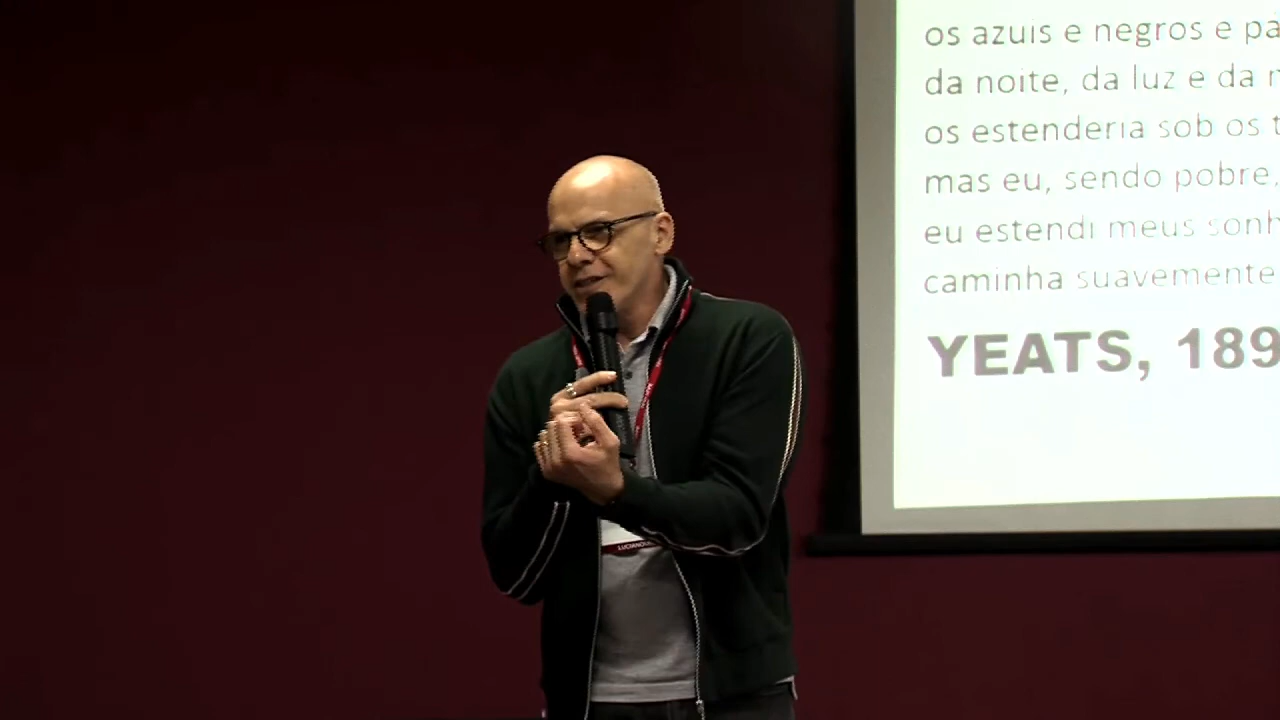 os azuis e negros e pá
da noite, da luz e da
os estenderia sob os
mas eu, sendo pobre,
eu estendi meus sonh
caminha suavemente
YEATS, 189